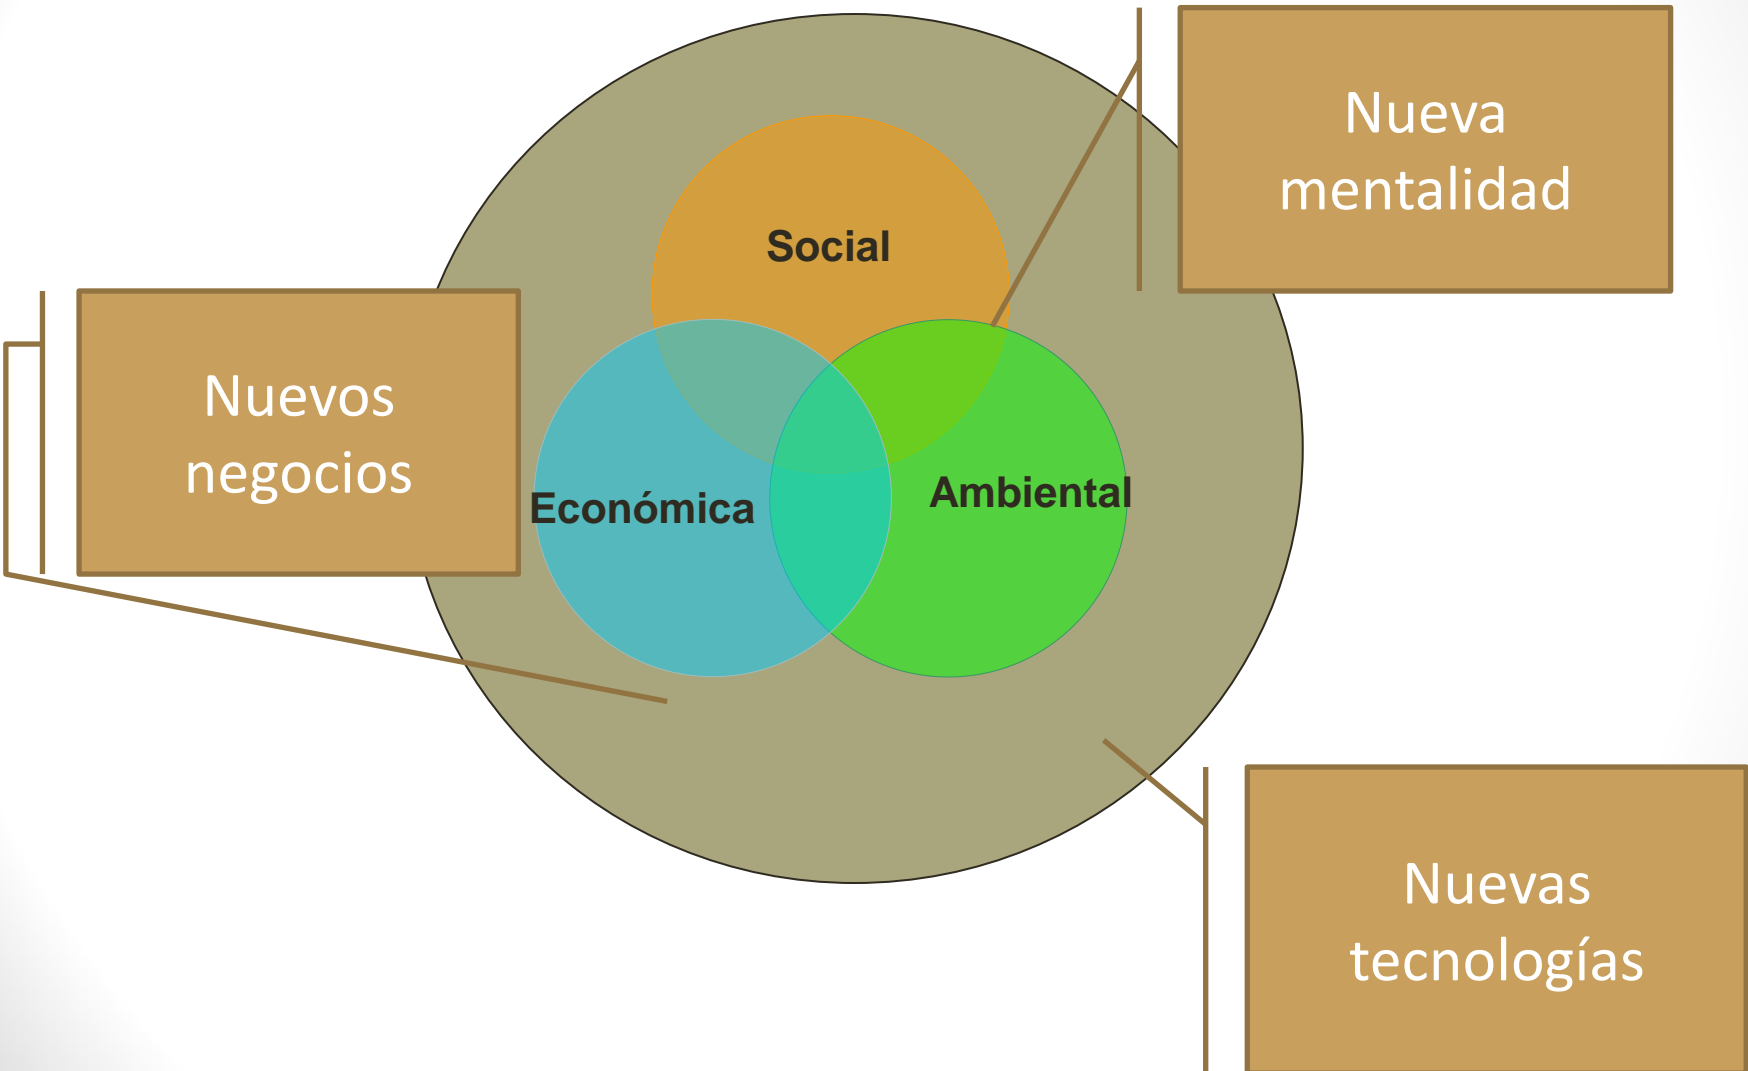 Nueva
mentalidad
Social
Nuevos
negocios
Económica
Ambiental
Nuevas
tecnologías